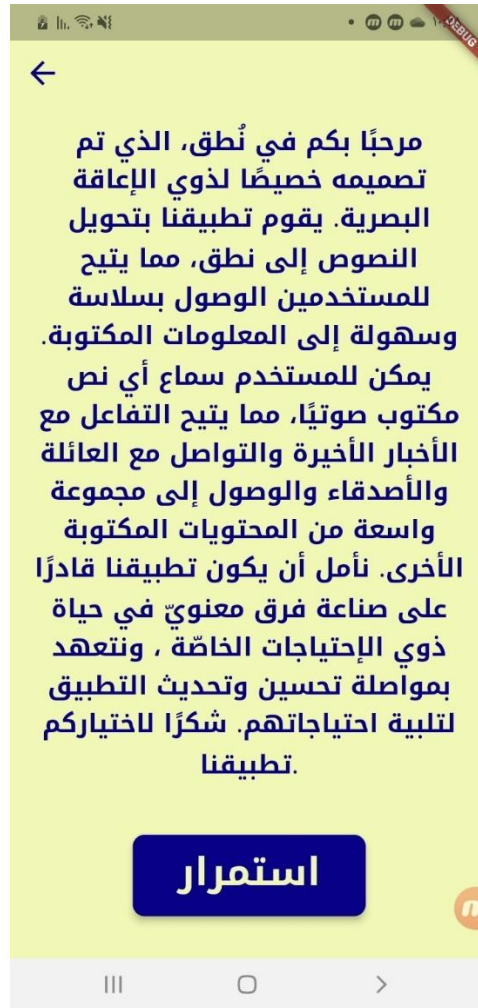 DEBUG
مرحبًا بكم في نُطق، الذي تم
تصميمه خصيصًا لذوي الإعاقة
البصرية. يقوم تطبيقنا بتحويل
النصوص إلى نطق، مما يتيح
للمستخدمين الوصول بسلاسة
وسهولة إلى المعلومات المكتوبة.
يمكن للمستخدم سماع أي نص
مكتوب صوتيًا، مما يتيح التفاعل مع
الأخبار الأخيرة والتواصل مع العائلة
والأصدقاء والوصول إلى مجموعة
واسعة من المحتويات المكتوبة
الأخرى. نأمل أن يكون تطبيقنا قادرًا
على صناعة فرق معنويّ في حياة
ذوي الإحتياجات الخاصّة ، ونتعهد
بمواصلة تحسين وتحديث التطبيق
لتلبية احتياجاتهم. شكرًا لاختياركم
.تطبيقنا
استمرار